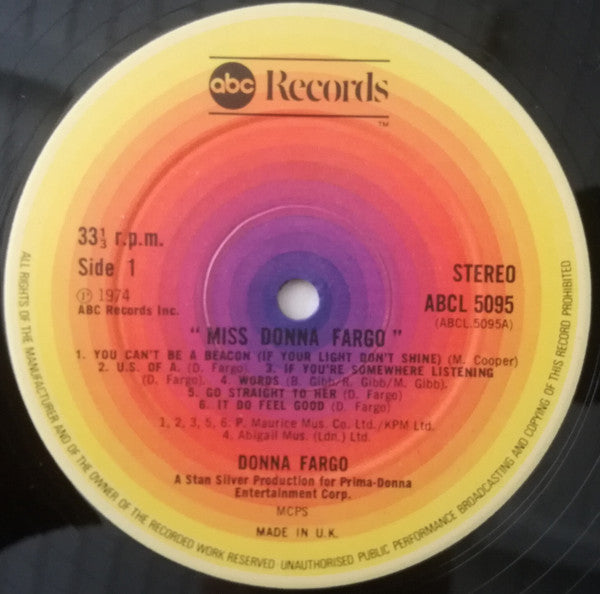 abc Records
TM
33⅓ r.p.m.
Side 1
℗ 1974
ABC Records Inc.
STEREO
ABCL 5095
(ABCL.5095A)
" MISS DONNA FARGO "
1. YOU CAN'T BE A BEACON (IF YOUR LIGHT DON'T SHINE) (M. Cooper)
2. U.S. OF A. (D. Fargo). 3. IF YOU'RE SOMEWHERE LISTENING
(D. Fargo). 4. WORDS (B. Gibb/R. Gibb/M. Gibb).
5. GO STRAIGHT TO HER (D. Fargo)
6. IT DO FEEL GOOD (D. Fargo)
1, 2, 3, 5, 6. P. Maurice Mus. Co. Ltd./KPM Ltd.
4. Abigail Mus. (Ldn.) Ltd.
DONNA FARGO
A Stan Silver Production for Prima-Donna
Entertainment Corp.
MCPS
MADE IN U.K.
ALL RIGHTS OF THE MANUFACTURER AND OF THE OWNER OF THE RECORDED WORK RESERVED UNAUTHORISED PUBLIC PERFORMANCE BROADCASTING AND COPYING OF THIS RECORD PROHIBITED